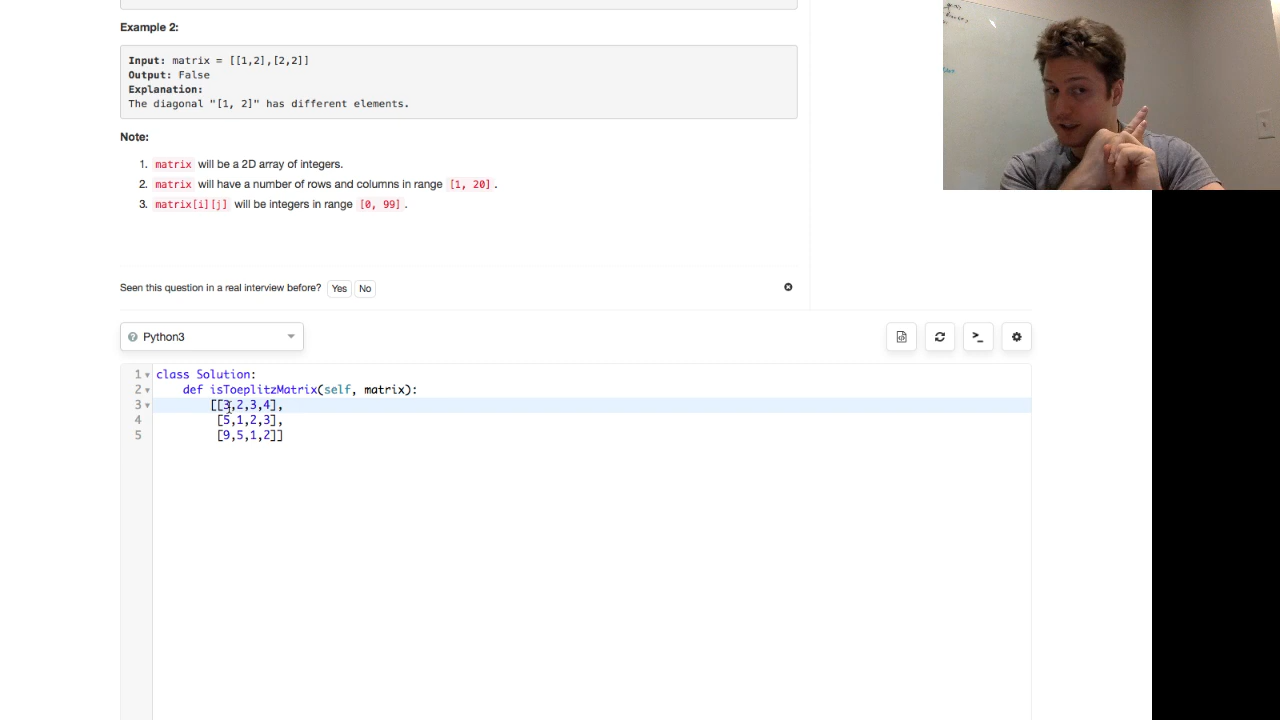 Example 2:
Input: matrix = [[1,2],[2,2]]
Output: False
Explanation:
The diagonal "[1, 2]" has different elements.
Note:
1. matrix will be a 2D array of integers.
2. matrix will have a number of rows and columns in range [1, 20].
3. matrix[i][j] will be integers in range [0, 99].
Seen this question in a real interview before? Yes No
Python3
1 class Solution:
2 def isToeplitzMatrix(self, matrix):
3 [[3,2,3,4],
4 [5,1,2,3],
5 [9,5,1,2]]